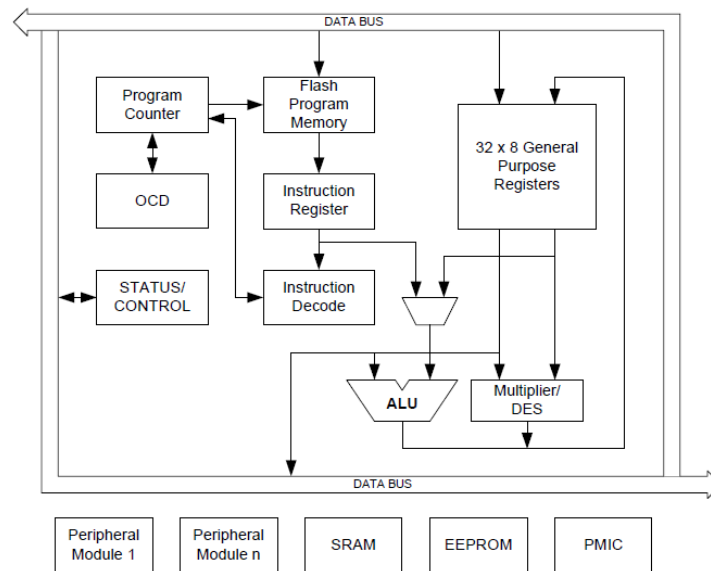 DATA BUS
Program
Counter
Flash
Program
Memory
32 x 8 General
Purpose
Registers
OCD
Instruction
Register
STATUS/
CONTROL
Instruction
Decode
ALU
Multiplier/
DES
DATA BUS
Peripheral
Module 1
Peripheral
Module n
SRAM
EEPROM
PMIC